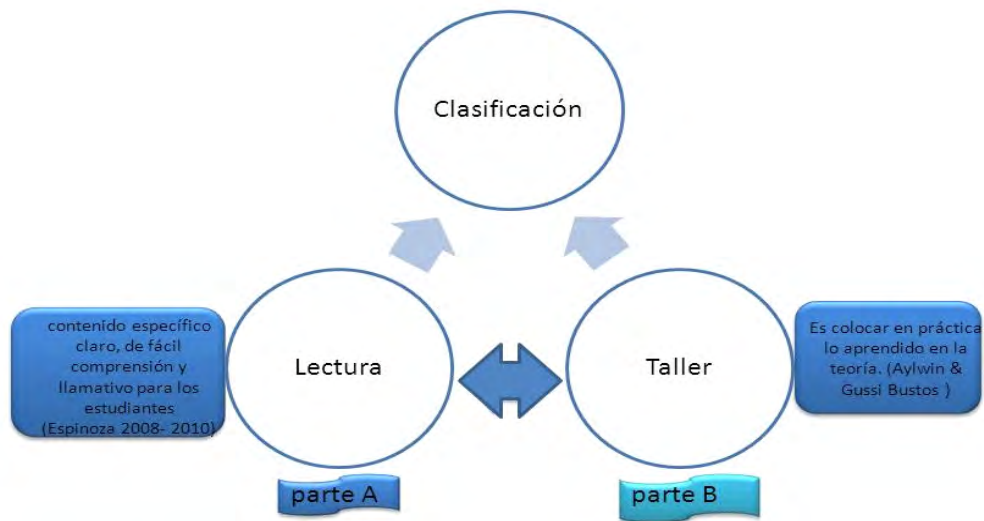 Clasificación
contenido específico
claro, de fácil
comprensión y
llamativo para los
estudiantes
(Espinoza 2008- 2010)
Lectura
Taller
Es colocar en práctica
lo aprendido en la
teoría. (Aylwin &
Gussi Bustos )
parte A
parte B